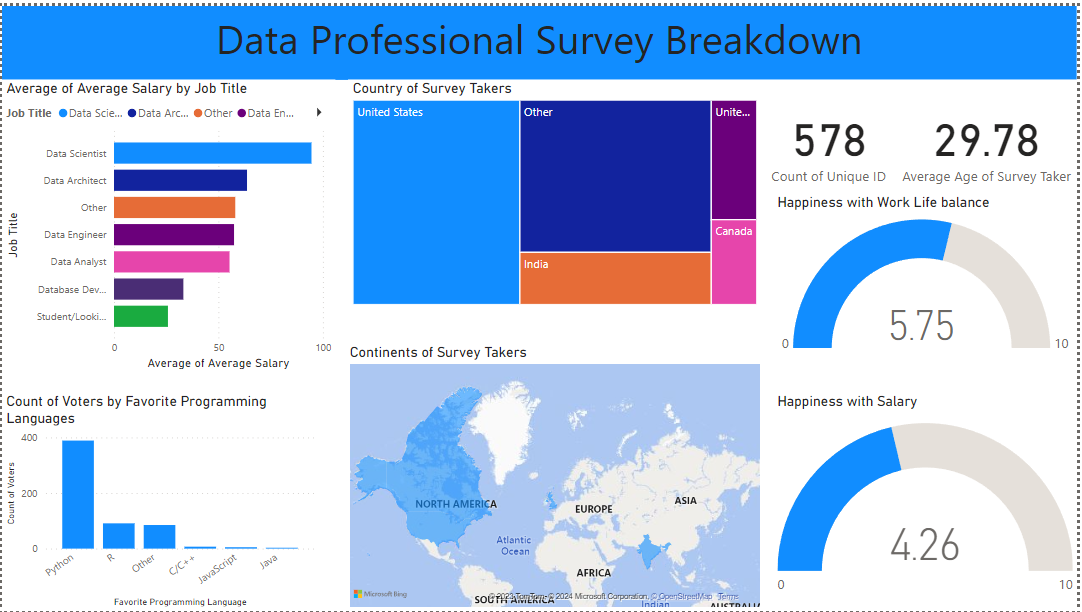 Data Professional Survey Breakdown
Average of Average Salary by Job Title
Job Title Data Scie... Data Arc... Other Data En...
Data Scientist
Data Architect
Other
Data Engineer
Data Analyst
Database Dev...
Student/Looki...
Job Title
0 50 100
Average of Average Salary
Count of Voters by Favorite Programming
Languages
400
200
0
Count of Voters
Python R Other C/C++ JavaScript Java
Favorite Programming Language
Country of Survey Takers
United States
Other
India
Unite...
Canada
Continents of Survey Takers
NORTH AMERICA
EUROPE
ASIA
Atlantic
Ocean
AFRICA
SOUTH AMERICA
Indian
AUSTRALIA
Microsoft Bing
© 2023 TomTom, © 2024 Microsoft Corporation, © OpenStreetMap Terms
578
Count of Unique ID
29.78
Average Age of Survey Taker
Happiness with Work Life balance
5.75
0 10
Happiness with Salary
4.26
0 10